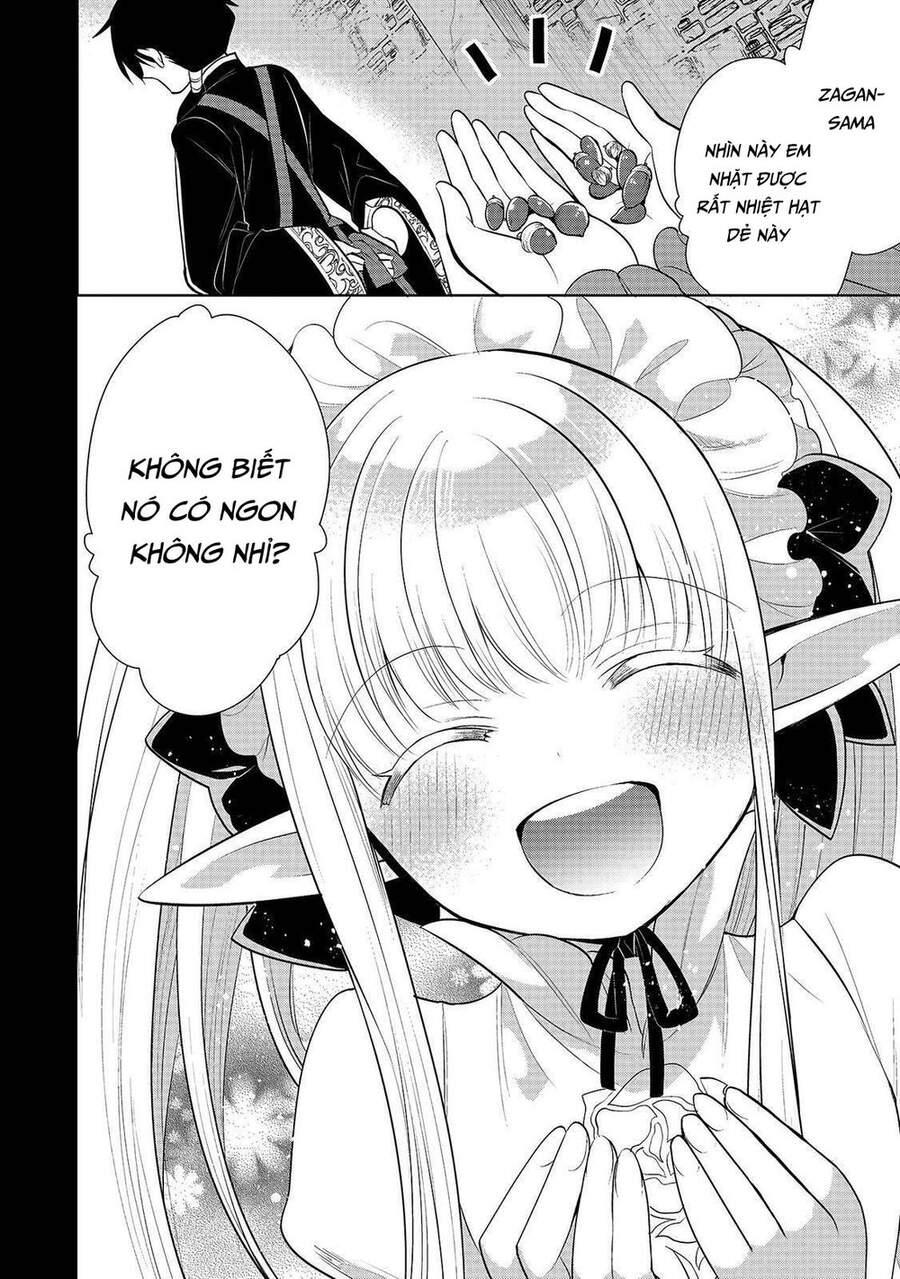 ZAGAN-
SAMA
NHÌN NÀY EM
NHẶT ĐƯỢC
RẤT NHIỆT HẠT
DẺ NÀY
KHÔNG BIẾT
NÓ CÓ NGON
KHÔNG NHỈ?